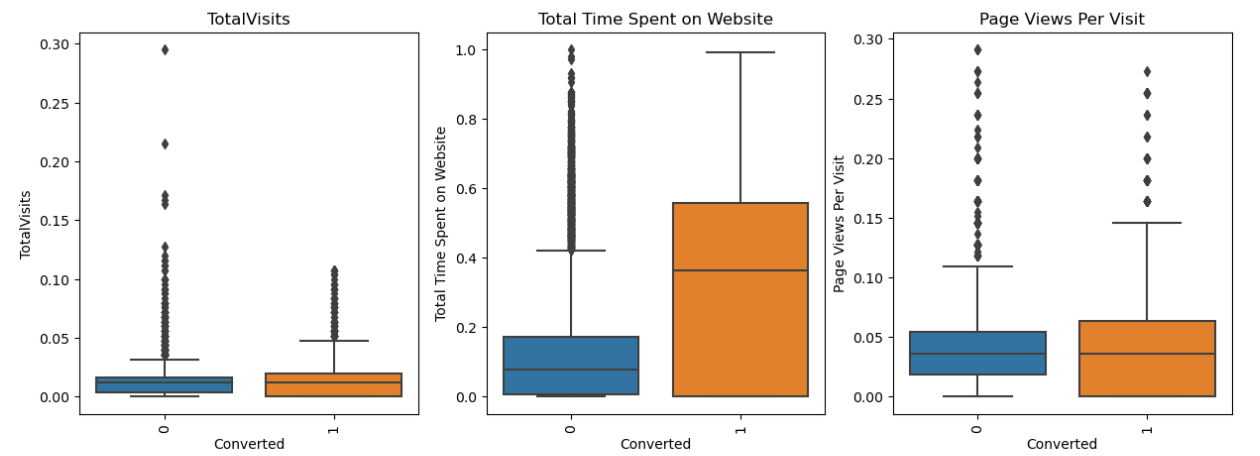 TotalVisits
TotalVisits
0.30
0.25
0.20
0.15
0.10
0.05
0.00
0
1
Converted
Total Time Spent on Website
Total Time Spent on Website
1.0
0.8
0.6
0.4
0.2
0.0
0
1
Converted
Page Views Per Visit
Page Views Per Visit
0.30
0.25
0.20
0.15
0.10
0.05
0.00
0
1
Converted